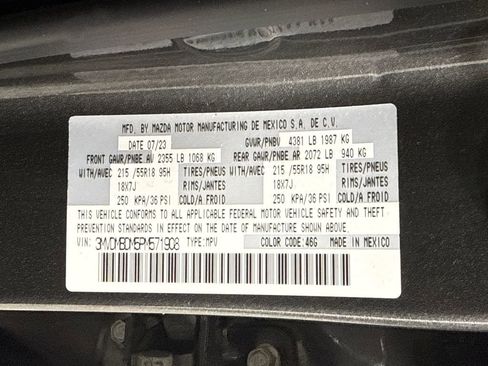 MFD. BY MAZDA MOTOR MANUFACTURING DE MEXICO S.A. DE C.V.
DATE 07/23 GVWR/PNBV 4381 LB 1987 KG
FRONT GAWR/PNBE AV 2355 LB 1068 KG REAR GAWR/PNBE AR 2072 LB 940 KG
WITH/AVEC 215 /55R18 95H TIRES/PNEUS WITH/AVEC 215 /55R18 95H TIRES/PNEUS
18X7J RIMS/JANTES 18X7J RIMS/JANTES
250 KPA/36 PSI COLD/A FROID 250 KPA/36 PSI COLD/A FROID
THIS VEHICLE CONFORMS TO ALL APPLICABLE FEDERAL MOTOR VEHICLE SAFETY AND THEFT
PREVENTION STANDARDS IN EFFECT ON THE DATE OF MANUFACTURE SHOWN ABOVE.
VIN: TYPE: MPV COLOR CODE: 46G MADE IN MEXICO